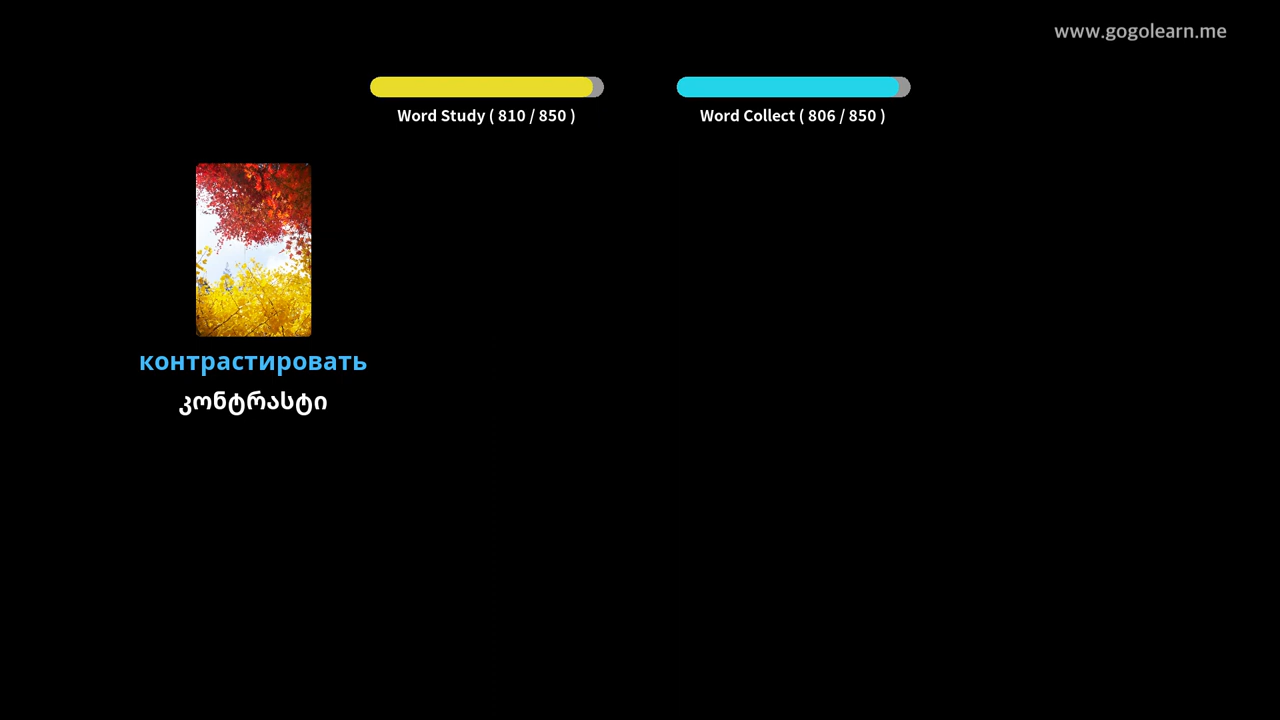 www.gogolearn.me
Word Study ( 810 / 850 )
Word Collect ( 806 / 850 )
контрастировать
კონტრასტი